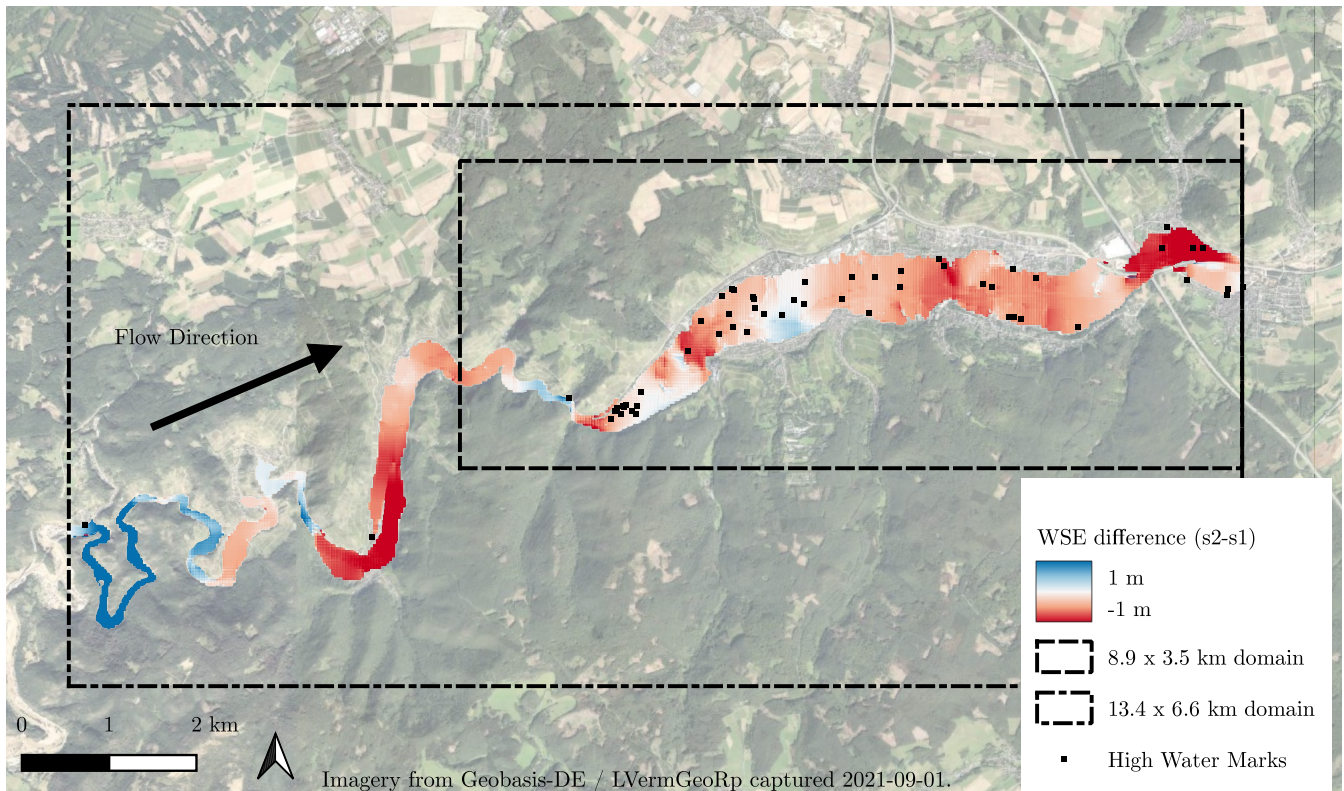 Flow Direction
WSE difference (s2-s1)
1 m
-1 m
8.9 x 3.5 km domain
13.4 x 6.6 km domain
High Water Marks
0 1 2 km
Imagery from Geobasis-DE / LVermGeoRp captured 2021-09-01.